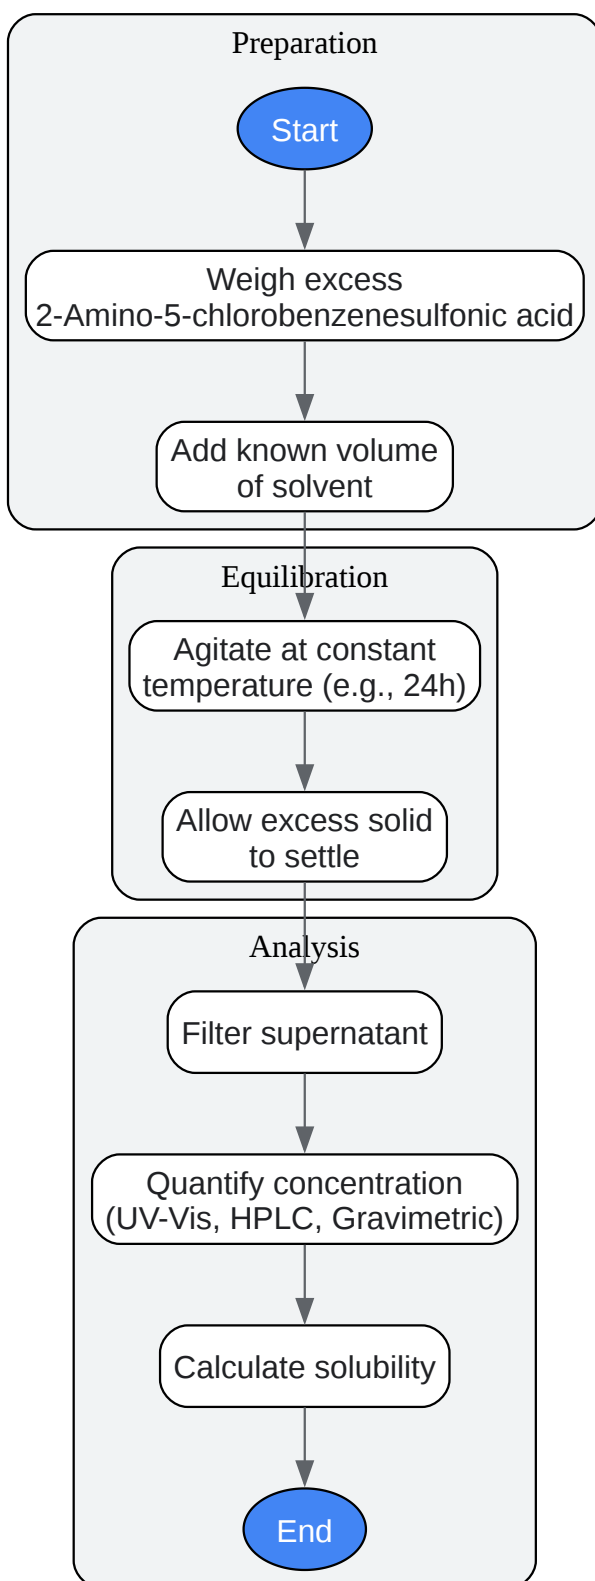 Preparation
Start
Weigh excess
2-Amino-5-chlorobenzenesulfonic acid
Add known volume
of solvent
Equilibration
Agitate at constant
temperature (e.g., 24h)
Allow excess solid
to settle
Analysis
Filter supernatant
Quantify concentration
(UV-Vis, HPLC, Gravimetric)
Calculate solubility
End